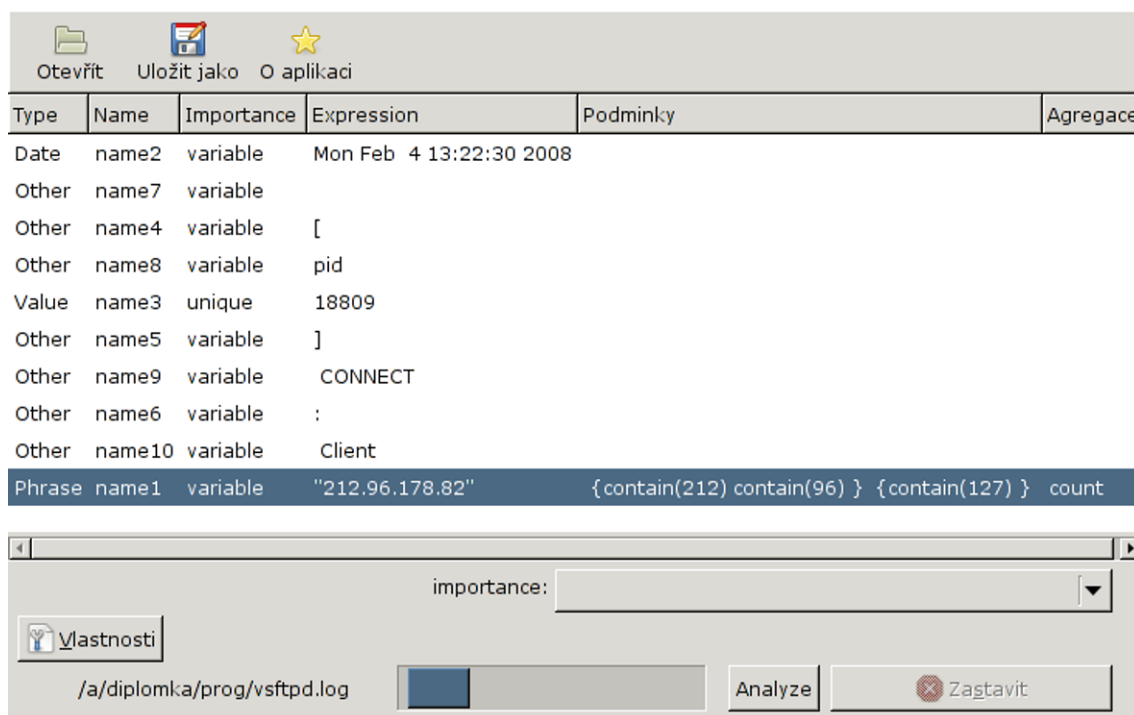 Otevřít Uložit jako O aplikaci
Type Name Importance Expression Podminky Agregace
Date name2 variable Mon Feb  4 13:22:30 2008
Other name7 variable
Other name4 variable [
Other name8 variable pid
Value name3 unique 18809
Other name5 variable ]
Other name9 variable CONNECT
Other name6 variable :
Other name10 variable Client
Phrase name1 variable "212.96.178.82" {contain(212) contain(96) } {contain(127) } count
importance:
Vlastnosti
/a/diplomka/prog/vsftpd.log Analyze Zastavit